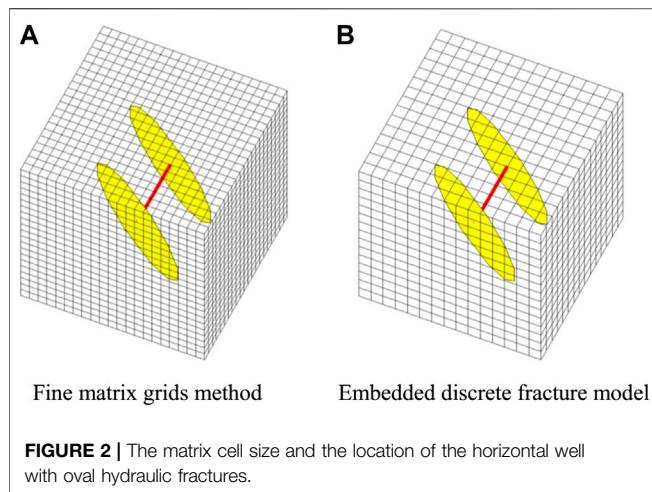 A
B
Fine matrix grids method
Embedded discrete fracture model
FIGURE 2 | The matrix cell size and the location of the horizontal well
with oval hydraulic fractures.